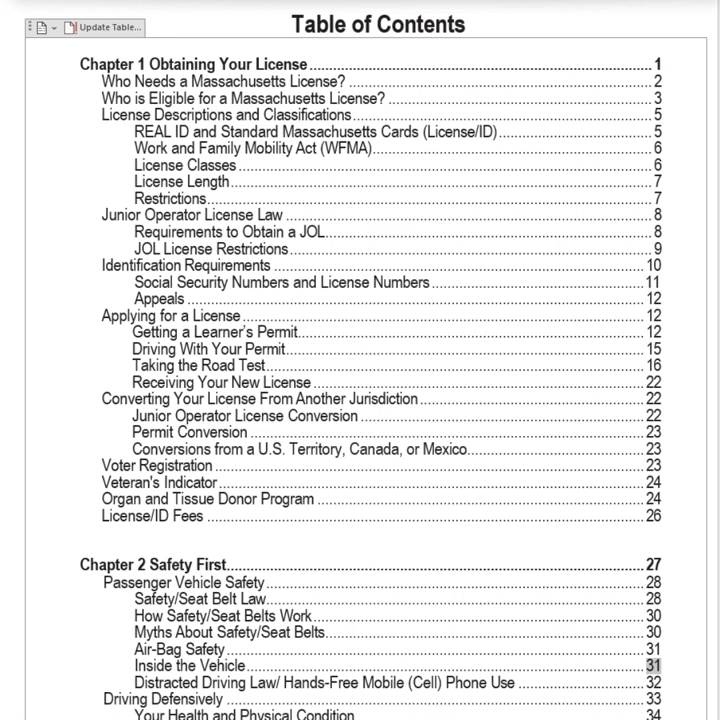 Update Table...
Table of Contents
Chapter 1 Obtaining Your License 1
Who Needs a Massachusetts License? 2
Who is Eligible for a Massachusetts License? 3
License Descriptions and Classifications 5
REAL ID and Standard Massachusetts Cards (License/ID) 5
Work and Family Mobility Act (WFMA) 6
License Classes 6
License Length 7
Restrictions 7
Junior Operator License Law 8
Requirements to Obtain a JOL 8
JOL License Restrictions 9
Identification Requirements 10
Social Security Numbers and License Numbers 11
Appeals 12
Applying for a License 12
Getting a Learner's Permit 12
Driving With Your Permit 15
Taking the Road Test 16
Receiving Your New License 22
Converting Your License From Another Jurisdiction 22
Junior Operator License Conversion 22
Permit Conversion 23
Conversions from a U.S. Territory, Canada, or Mexico 23
Voter Registration 23
Veteran's Indicator 24
Organ and Tissue Donor Program 24
License/ID Fees 26
Chapter 2 Safety First 27
Passenger Vehicle Safety 28
Safety/Seat Belt Law 28
How Safety/Seat Belts Work 30
Myths About Safety/Seat Belts 30
Air-Bag Safety 31
Inside the Vehicle 31
Distracted Driving Law/ Hands-Free Mobile (Cell) Phone Use 32
Driving Defensively 33
Your Health and Physical Condition 34